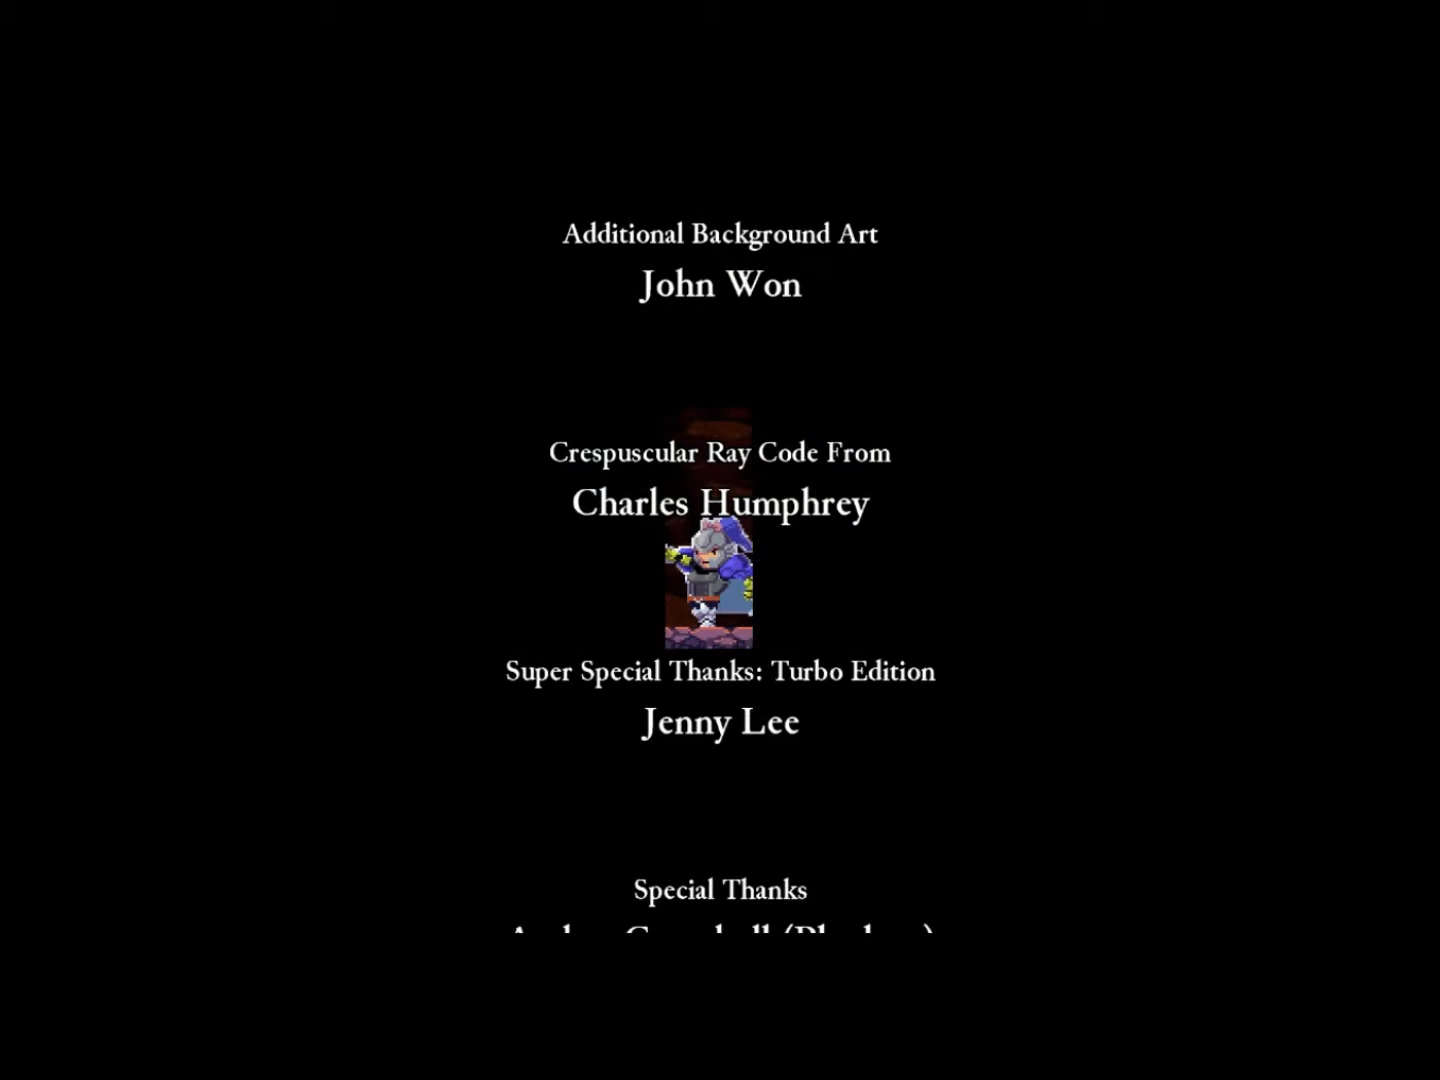 Additional Background Art
John Won
Crespuscular Ray Code From
Charles Humphrey
Super Special Thanks: Turbo Edition
Jenny Lee
Special Thanks